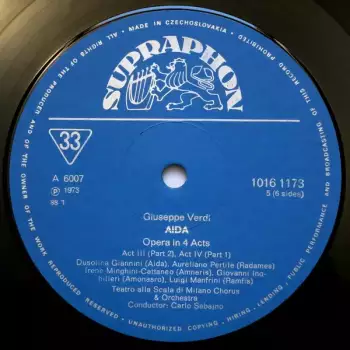 MADE IN CZECHOSLOVAKIA
ALL RIGHTS OF THE PRODUCER AND OF THE OWNER OF THE WORK REPRODUCED RESERVED · UNAUTHORIZED COPYING · HIRING · LENDING · PUBLIC PERFORMANCE AND BROADCASTING OF THIS RECORD PROHIBITED
SUPRAPHON
33
A 6007
℗ 1973
1016 1173
5 (6 sides)
Giuseppe Verdi
AIDA
Opera in 4 Acts
Act III (Part 2), Act IV (Part 1)
Dusolina Giannini (Aida), Aureliano Pertile (Radames)
Irene Minghini-Cattaneo (Amneris), Giovanni Ing-
hilleri (Amonasro), Luigi Manfrini (Ramfis)
Teatro alla Scala di Milano Chorus
& Orchestra
Conductor: Carlo Sabajno